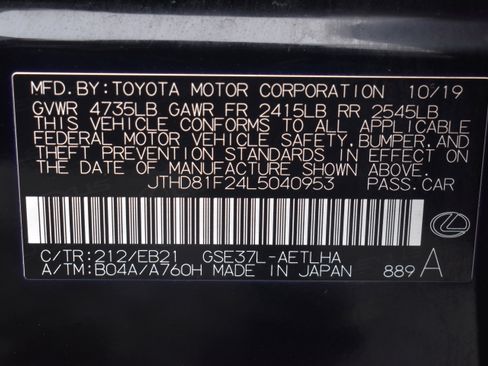 MFD.BY:TOYOTA MOTOR CORPORATION 10/19
GVWR 4735LB GAWR FR 2415LB RR 2545LB
THIS VEHICLE CONFORMS TO ALL APPLICABLE
FEDERAL MOTOR VEHICLE SAFETY,BUMPER,AND
THEFT PREVENTION STANDARDS IN EFFECT ON
THE DATE OF MANUFACTURE SHOWN ABOVE.
JTHD81F24L5040953 PASS.CAR
C/TR:212/EB21 GSE37L-AETLHA
A/TM:B04A/A760H MADE IN JAPAN 889 A